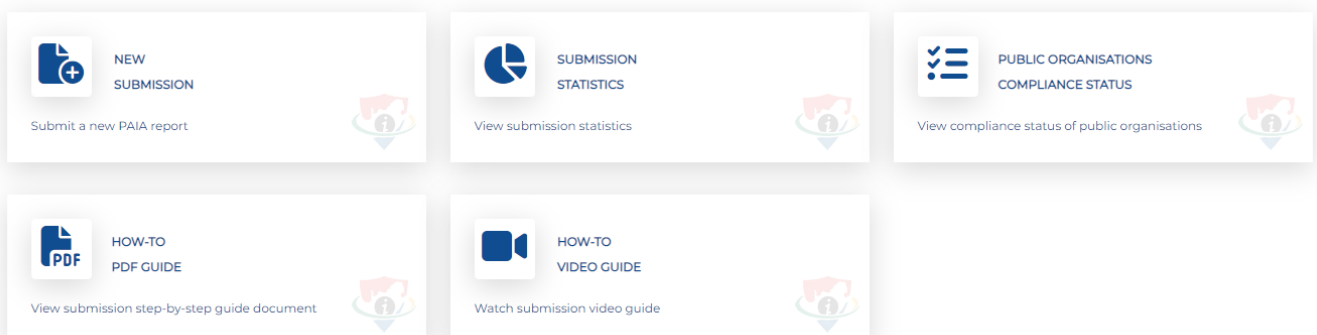 NEW
SUBMISSION
Submit a new PAIA report
SUBMISSION
STATISTICS
View submission statistics
PUBLIC ORGANISATIONS
COMPLIANCE STATUS
View compliance status of public organisations
PDF
HOW-TO
PDF GUIDE
View submission step-by-step guide document
HOW-TO
VIDEO GUIDE
Watch submission video guide